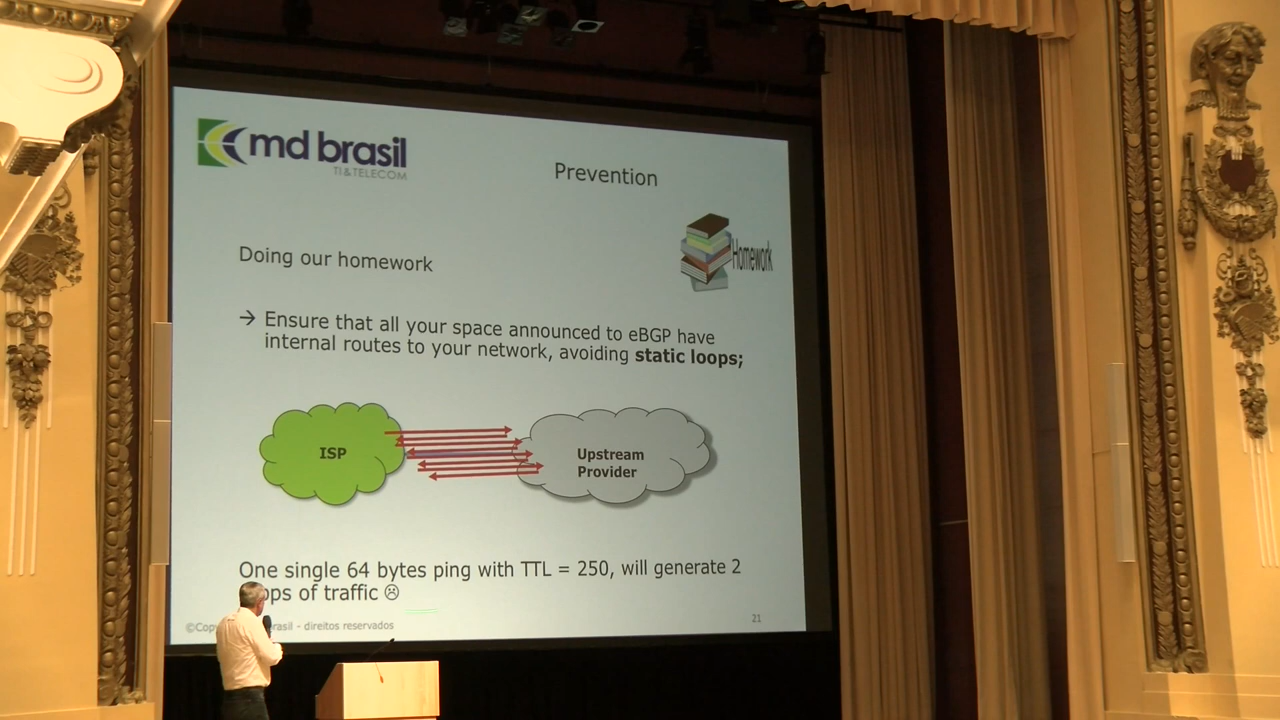 md brasil
TI & TELECOM
Prevention
Homework
Doing our homework
→ Ensure that all your space announced to eBGP have
internal routes to your network, avoiding static loops;
ISP
Upstream
Provider
One single 64 bytes ping with TTL = 250, will generate 2
of traffic ☹
- direitos reservados
21